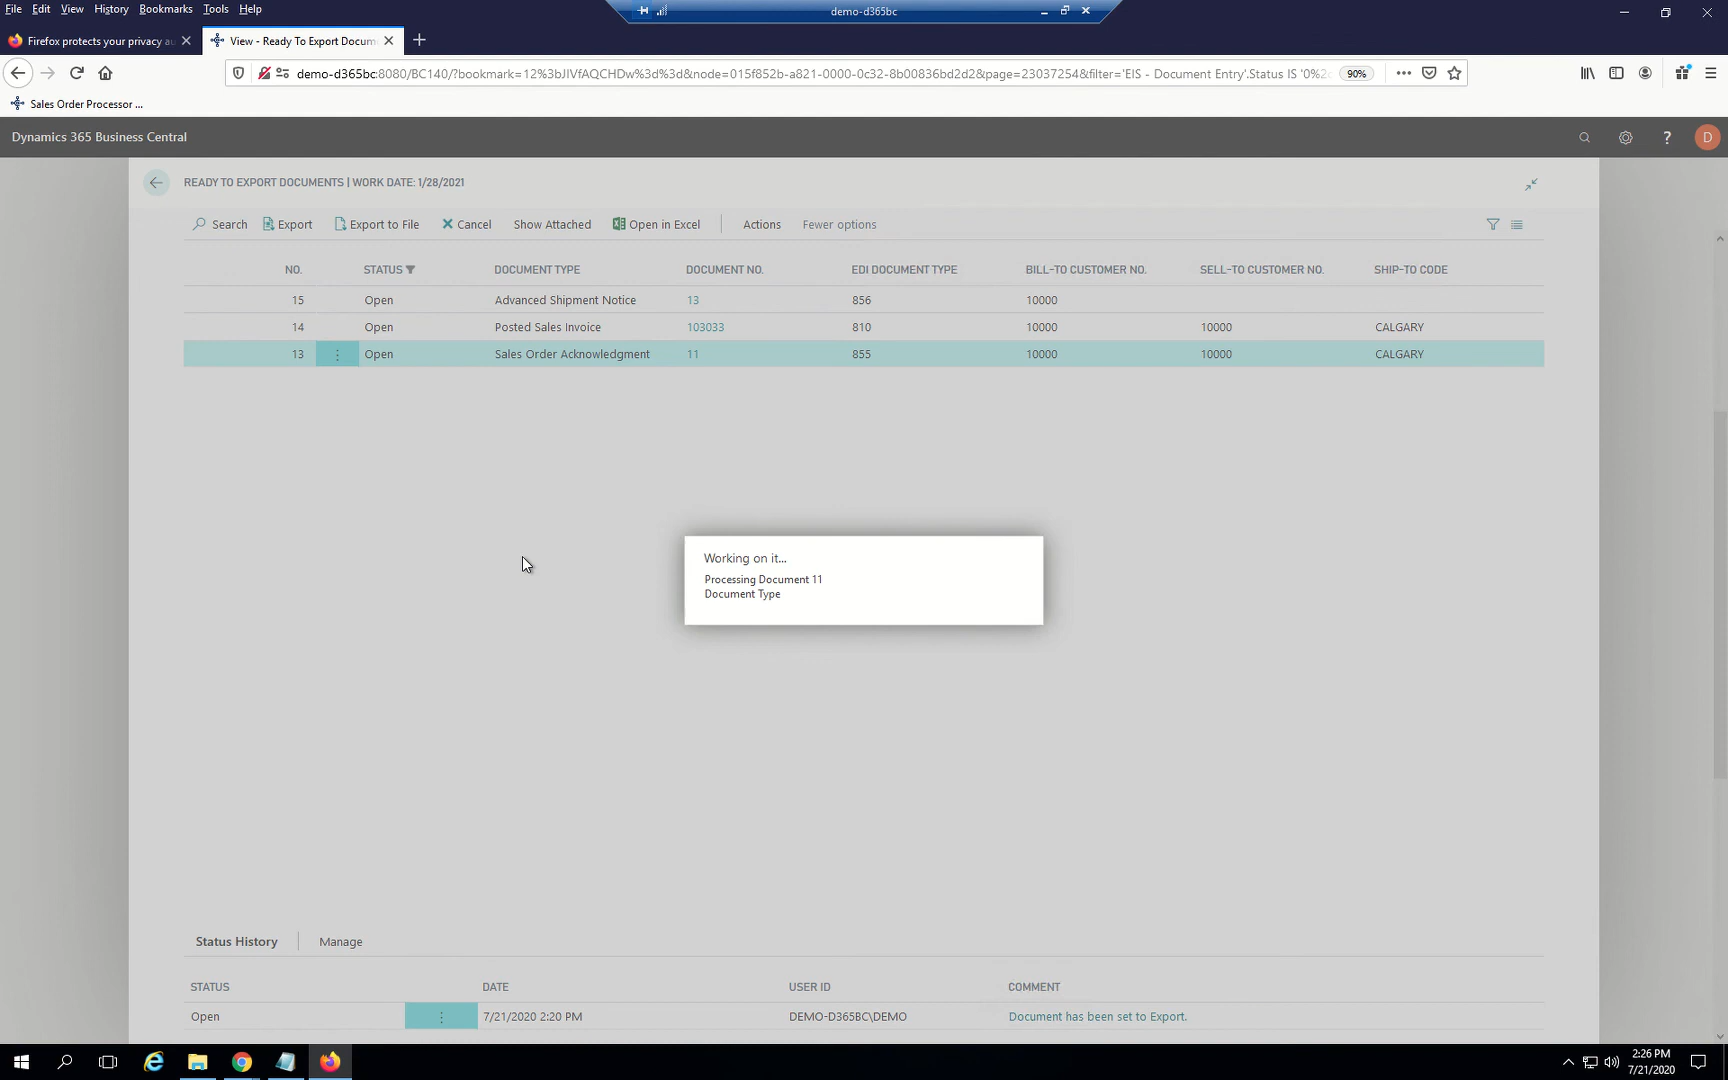 File Edit View History Bookmarks Tools Help
demo-d365bc
Firefox protects your privacy au
View - Ready To Export Docum
demo-d365bc:8080/BC140/?bookmark=12%3bJIVfAQCHDw%3d%3d&node=015f852b-a821-0000-0c32-8b00836bd2d2&page=23037254&filter='EIS - Document Entry'.Status IS '0%2c
90%
Sales Order Processor ...
Dynamics 365 Business Central
D
READY TO EXPORT DOCUMENTS | WORK DATE: 1/28/2021
Search Export Export to File Cancel Show Attached Open in Excel Actions Fewer options
NO. STATUS DOCUMENT TYPE DOCUMENT NO. EDI DOCUMENT TYPE BILL-TO CUSTOMER NO. SELL-TO CUSTOMER NO. SHIP-TO CODE
15 Open Advanced Shipment Notice 13 856 10000
14 Open Posted Sales Invoice 103033 810 10000 10000 CALGARY
13 Open Sales Order Acknowledgment 11 855 10000 10000 CALGARY
Working on it...
Processing Document 11
Document Type
Status History Manage
STATUS DATE USER ID COMMENT
Open 7/21/2020 2:20 PM DEMO-D365BC\DEMO Document has been set to Export.
2:26 PM
7/21/2020